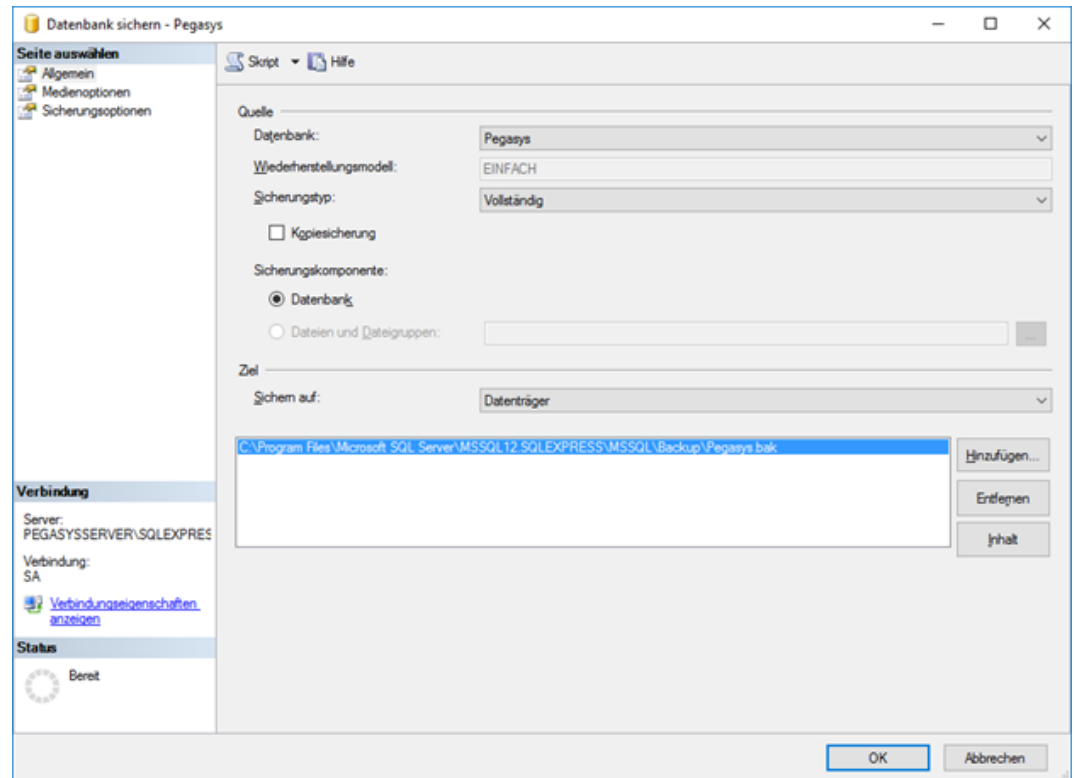 Datenbank sichern - Pegasys
Seite auswählen
Allgemein
Medienoptionen
Sicherungsoptionen
Skript
Hilfe
Quelle
Datenbank:
Pegasys
Wiederherstellungsmodell:
EINFACH
Sicherungstyp:
Vollständig
Kopiesicherung
Sicherungskomponente:
Datenbank
Dateien und Dateigruppen:
...
Ziel
Sichern auf:
Datenträger
C:\Program Files\Microsoft SQL Server\MSSQL12.SQLEXPRESS\MSSQL\Backup\Pegasys.bak
Hinzufügen...
Entfernen
Inhalt
Verbindung
Server:
PEGASYSSERVER\SQLEXPRES
Verbindung:
SA
Verbindungseigenschaften
anzeigen
Status
Bereit
OK
Abbrechen